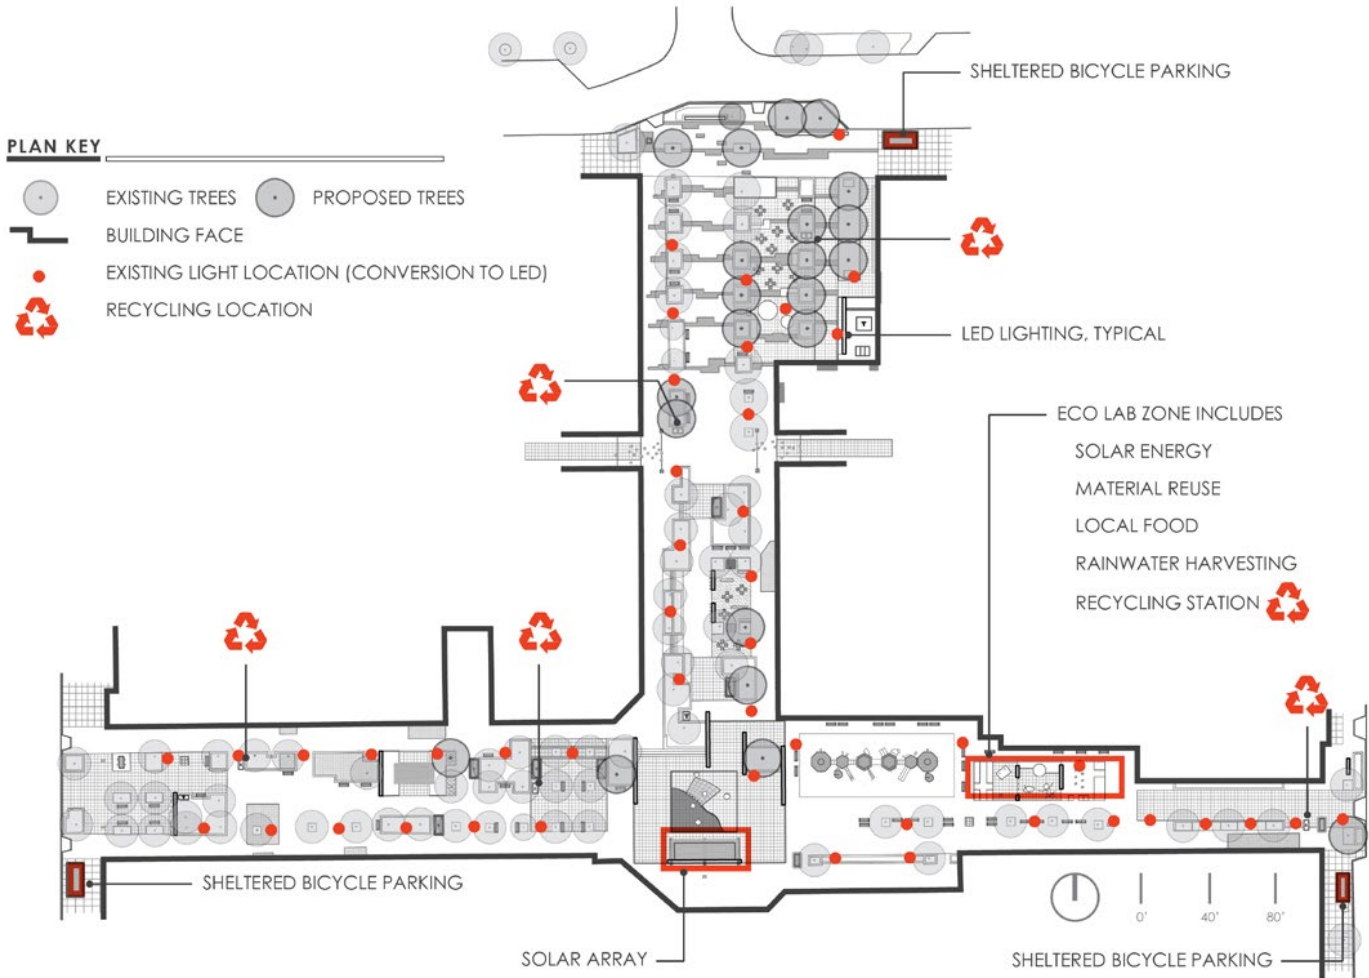 SHELTERED BICYCLE PARKING
PLAN KEY
EXISTING TREES
PROPOSED TREES
BUILDING FACE
EXISTING LIGHT LOCATION (CONVERSION TO LED)
RECYCLING LOCATION
LED LIGHTING, TYPICAL
ECO LAB ZONE INCLUDES
SOLAR ENERGY
MATERIAL REUSE
LOCAL FOOD
RAINWATER HARVESTING
RECYCLING STATION
SHELTERED BICYCLE PARKING
0'
40'
80'
SOLAR ARRAY
SHELTERED BICYCLE PARKING